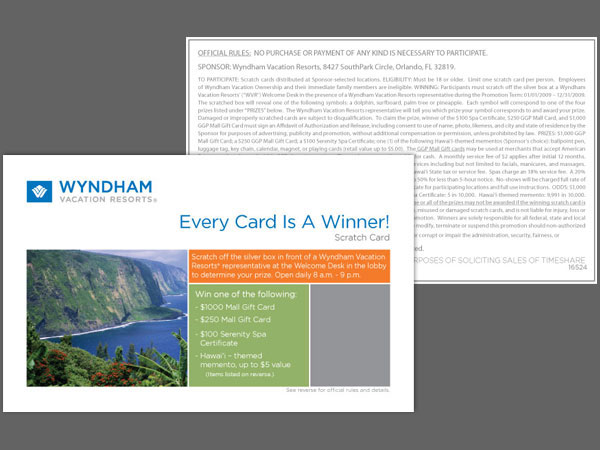 OFFICIAL RULES: NO PURCHASE OR PAYMENT OF ANY KIND IS NECESSARY TO PARTICIPATE.
SPONSOR: Wyndham Vacation Resorts, 8427 SouthPark Circle, Orlando, FL 32819.
TO PARTICIPATE: Scratch cards distributed at Sponsor-selected locations. ELIGIBILITY: Must be 18 or older. Limit one scratch card per person. Employees
of Wyndham Vacation Ownership and their immediate family members are ineligible. WINNING: Participants must scratch off the silver box at a Wyndham
Vacation Resorts' ("WVR") Welcome Desk in the presence of a Wyndham Vacation Resorts representative during the Promotion Term: 01/01/2009 – 12/31/2009.
The scratched box will reveal one of the following symbols: a dolphin, surfboard, palm tree or pineapple. Each symbol will correspond to one of the four
prizes listed under "PRIZES" below. The Wyndham Vacation Resorts representative will tell you which prize your symbol corresponds to and award your prize.
Damaged or improperly scratched cards are subject to disqualification. To claim the prize, winner of the $100 Spa Certificate, $250 GGP Mall Card, and $1,000
GGP Mall Card must sign an Affidavit of Authorization and Release, including consent to use of name, photo, likeness, and city and state of residence by the
Sponsor for purposes of advertising, publicity and promotion, without additional compensation or permission, unless prohibited by law. PRIZES: $1,000 GGP
Mall Gift Card; a $250 GGP Mall Gift Card; a $100 Serenity Spa Certificate; one (1) of the following Hawai'i-themed mementos (Sponsor's choice): ballpoint pen,
luggage tag, key chain, calendar, magnet, or playing cards (retail value up to $5.00). The GGP Mall Gift cards may be used at merchants that accept American
for cash. A monthly service fee of $2 applies after initial 12 months.
services including but not limited to facials, manicures, and massages.
Hawai'i State tax or service fee. Spas charge an 18% service fee. A 20%
50% for less than 5-hour notice. No-shows will be charged full rate of
for participating locations and full use instructions. ODDS: $1,000
Certificate; Hawai'i-themed memento: 9,991 in 10,000.
or all of the prizes may not be awarded if the winning scratch card is
misused or damaged scratch cards, and is not liable for injury, loss or
Winners are solely responsible for all federal, state and local
modify, terminate or suspend this promotion should non-authorized
corrupt or impair the administration, security, fairness, or
PURPOSES OF SOLICITING SALES OF TIMESHARE
16524
WYNDHAM
VACATION RESORTS®
Every Card Is A Winner!
Scratch Card
Scratch off the silver box in front of a Wyndham Vacation
Resorts® representative at the Welcome Desk in the lobby
to determine your prize. Open daily 8 a.m. - 9 p.m.
Win one of the following:
- $1000 Mall Gift Card
- $250 Mall Gift Card
- $100 Serenity Spa
Certificate
- Hawai'i – themed
memento, up to $5 value
(Items listed on reverse.)
See reverse for official rules and details.